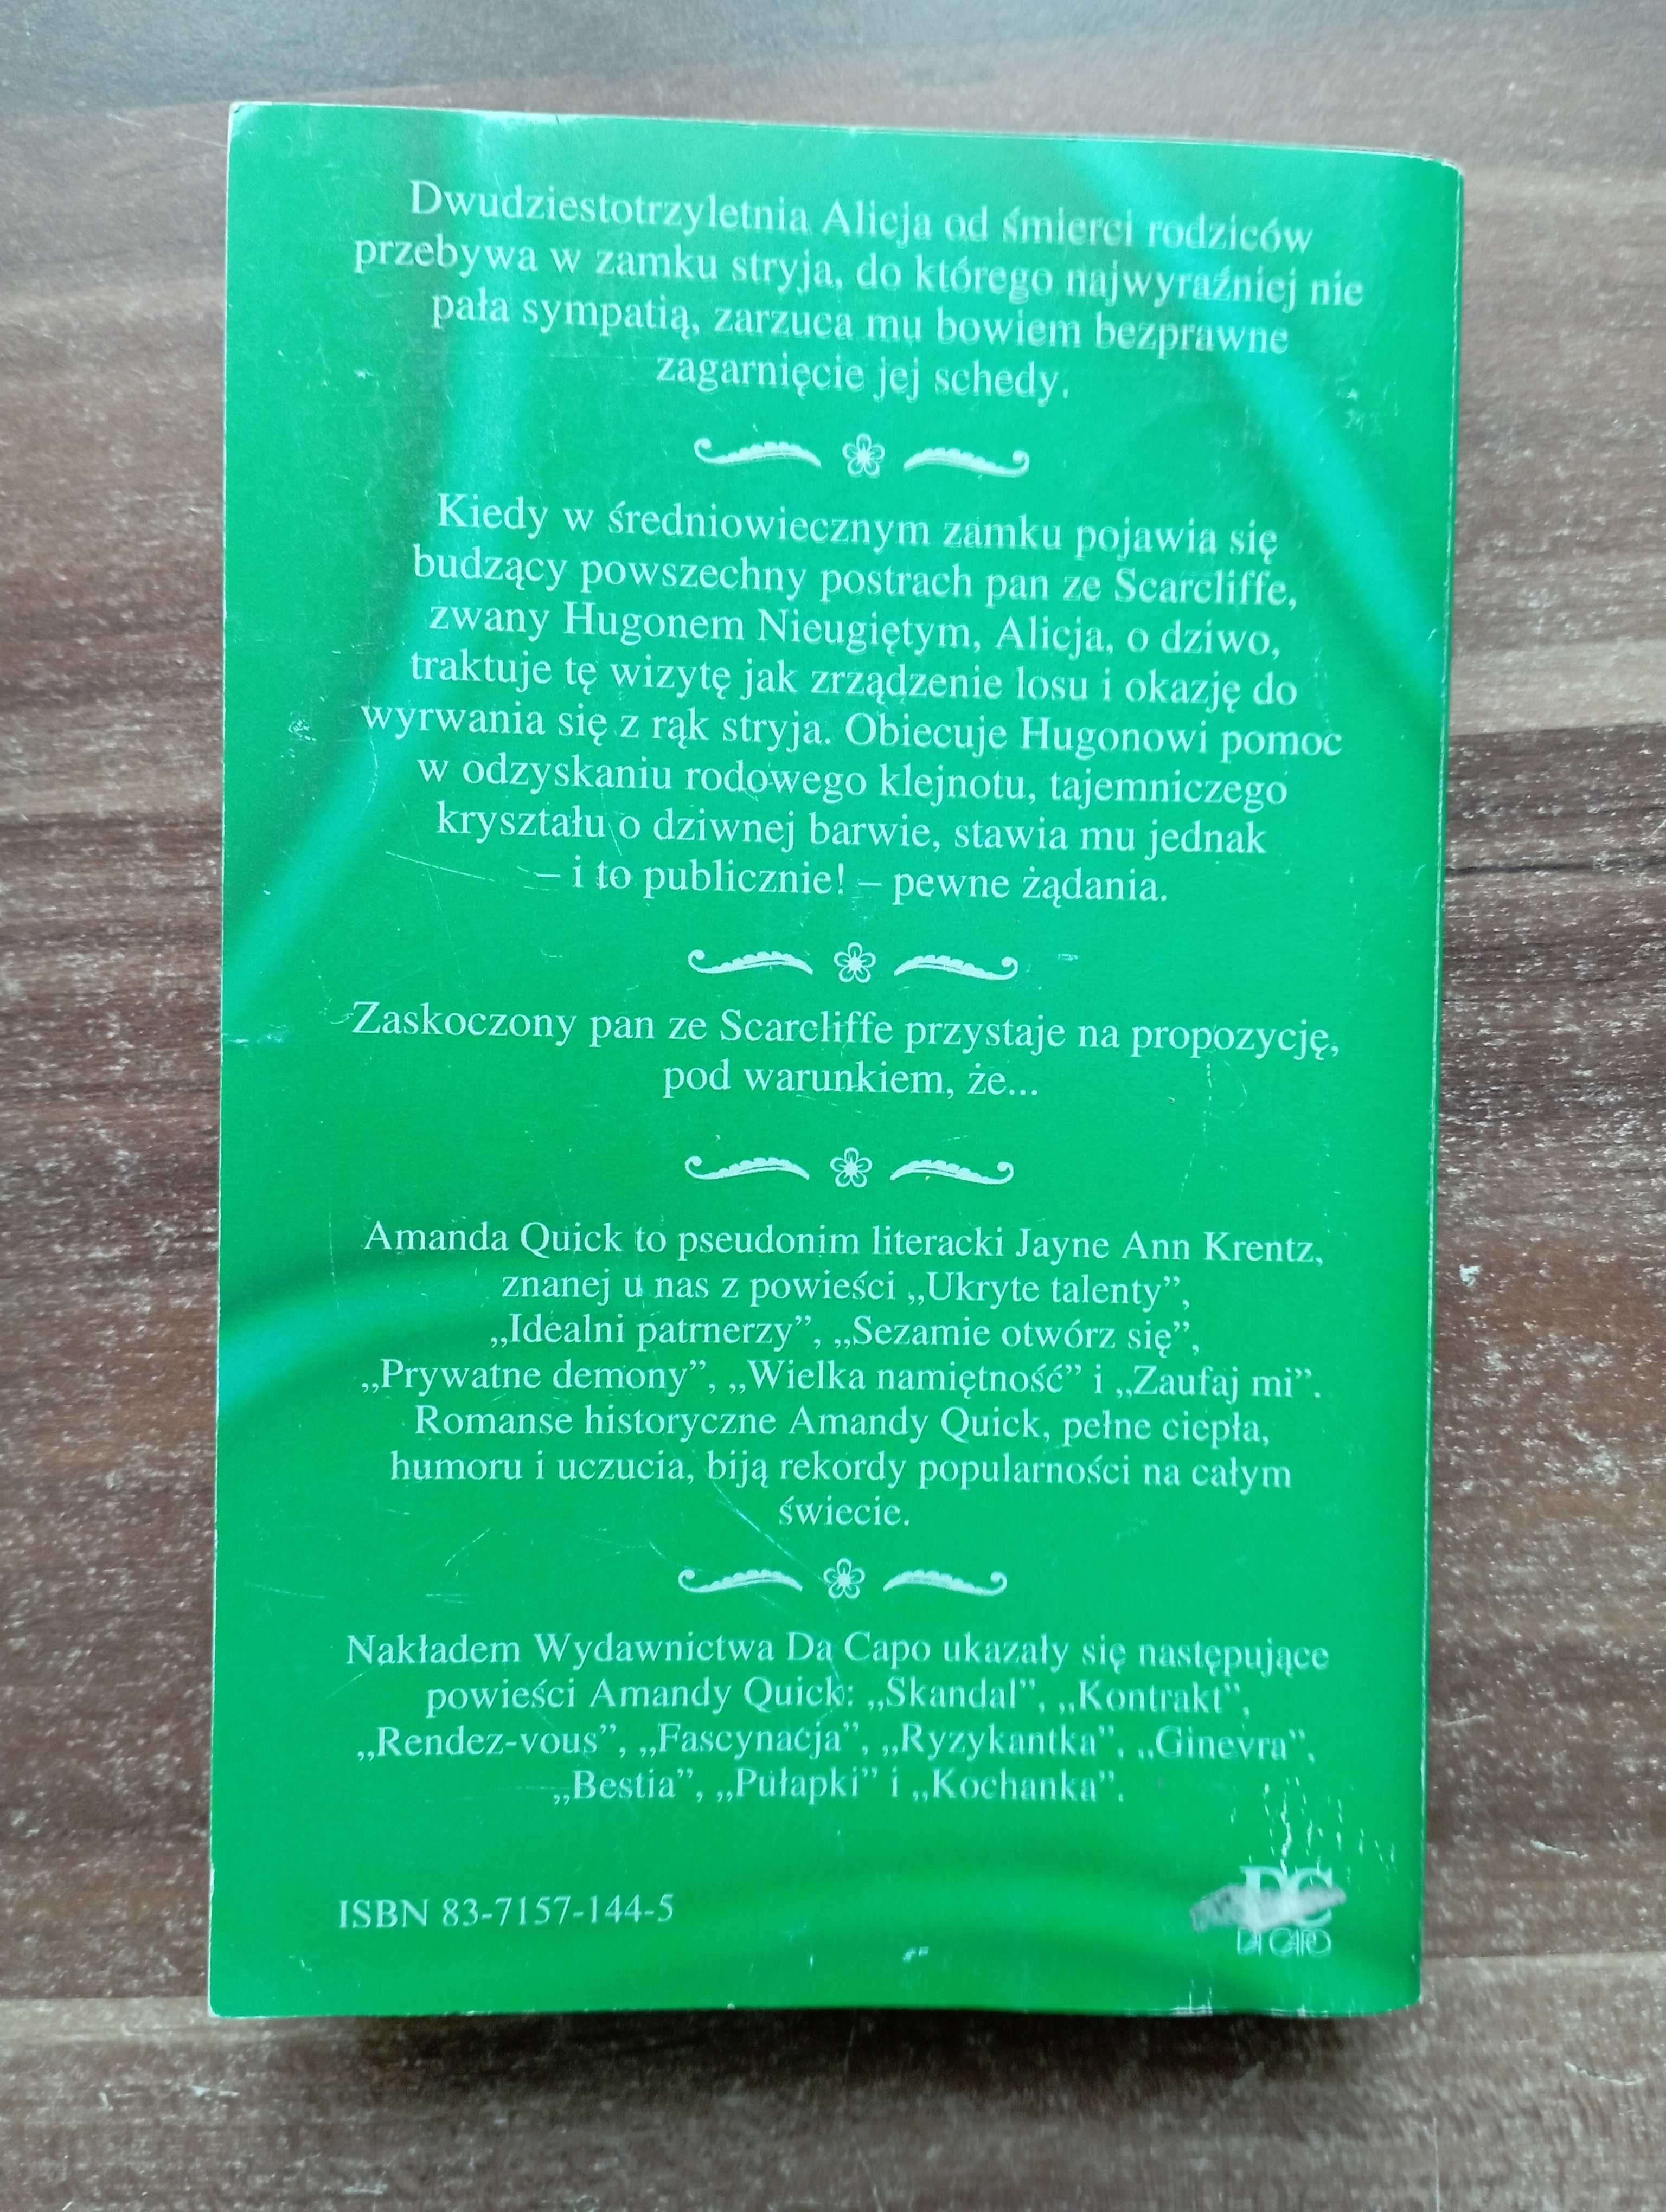 Dwudziestotrzyletnia Alicja od śmierci rodziców
przebywa w zamku stryja, do którego najwyraźniej nie
pała sympatią, zarzuca mu bowiem bezprawne
zagarnięcie jej schedy.
Kiedy w średniowiecznym zamku pojawia się
budzący powszechny postrach pan ze Scarcliffe,
zwany Hugonem Nieugiętym, Alicja, o dziwo,
traktuje tę wizytę jak zrządzenie losu i okazję do
wyrwania się z rąk stryja. Obiecuje Hugonowi pomoc
w odzyskaniu rodowego klejnotu, tajemniczego
kryształu o dziwnej barwie, stawia mu jednak
– i to publicznie! – pewne żądania.
Zaskoczony pan ze Scarcliffe przystaje na propozycję,
pod warunkiem, że...
Amanda Quick to pseudonim literacki Jayne Ann Krentz,
znanej u nas z powieści „Ukryte talenty”,
„Idealni patrnerzy”, „Sezamie otwórz się”,
„Prywatne demony”, „Wielka namiętność” i „Zaufaj mi”.
Romanse historyczne Amandy Quick, pełne ciepła,
humoru i uczucia, biją rekordy popularności na całym
świecie.
Nakładem Wydawnictwa Da Capo ukazały się następujące
powieści Amandy Quick: „Skandal”, „Kontrakt”,
„Rendez-vous”, „Fascynacja”, „Ryzykantka”, „Ginevra”,
„Bestia”, „Pułapki” i „Kochanka”.
ISBN 83-7157-144-5
DC
DA CAPO